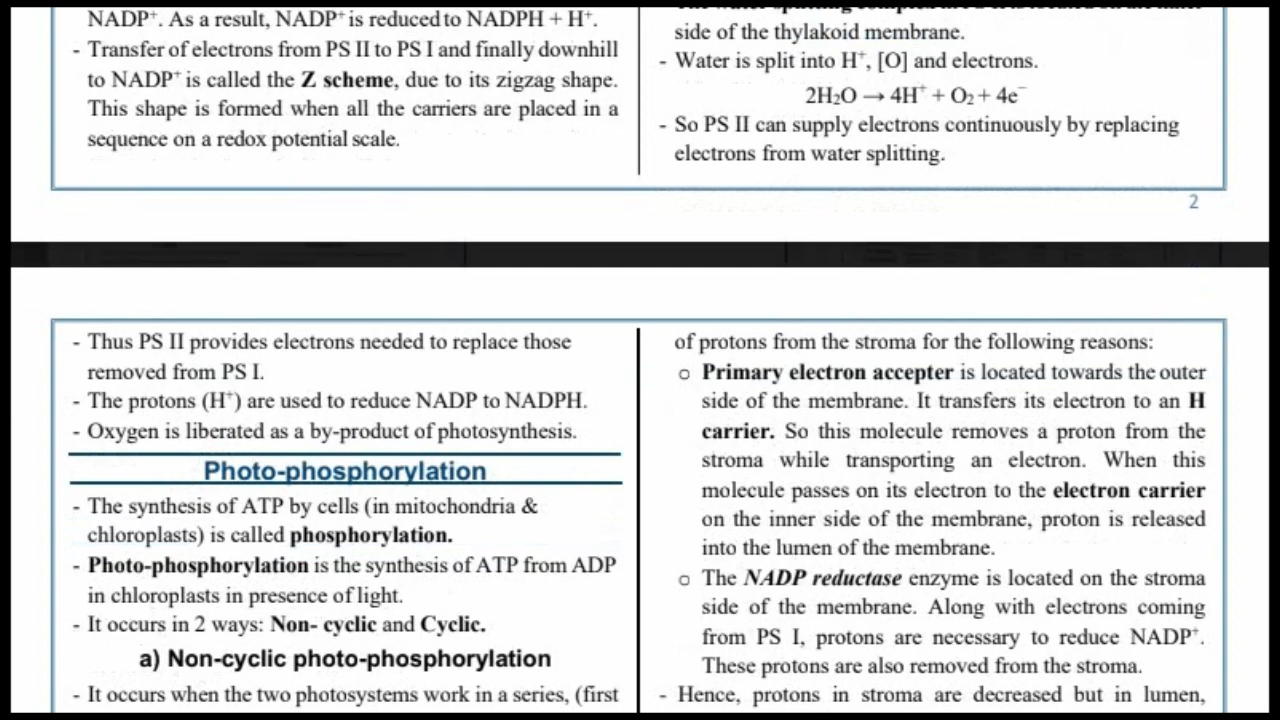 NADP⁺. As a result, NADP⁺ is reduced to NADPH + H⁺.
- Transfer of electrons from PS II to PS I and finally downhill
to NADP⁺ is called the Z scheme, due to its zigzag shape.
This shape is formed when all the carriers are placed in a
sequence on a redox potential scale.
side of the thylakoid membrane.
- Water is split into H⁺, [O] and electrons.
2H₂O → 4H⁺ + O₂ + 4e⁻
- So PS II can supply electrons continuously by replacing
electrons from water splitting.
2
- Thus PS II provides electrons needed to replace those
removed from PS I.
- The protons (H⁺) are used to reduce NADP to NADPH.
- Oxygen is liberated as a by-product of photosynthesis.
Photo-phosphorylation
- The synthesis of ATP by cells (in mitochondria &
chloroplasts) is called phosphorylation.
- Photo-phosphorylation is the synthesis of ATP from ADP
in chloroplasts in presence of light.
- It occurs in 2 ways: Non- cyclic and Cyclic.
a) Non-cyclic photo-phosphorylation
- It occurs when the two photosystems work in a series, (first
of protons from the stroma for the following reasons:
o Primary electron accepter is located towards the outer
side of the membrane. It transfers its electron to an H
carrier. So this molecule removes a proton from the
stroma while transporting an electron. When this
molecule passes on its electron to the electron carrier
on the inner side of the membrane, proton is released
into the lumen of the membrane.
o The NADP reductase enzyme is located on the stroma
side of the membrane. Along with electrons coming
from PS I, protons are necessary to reduce NADP⁺.
These protons are also removed from the stroma.
- Hence, protons in stroma are decreased but in lumen,